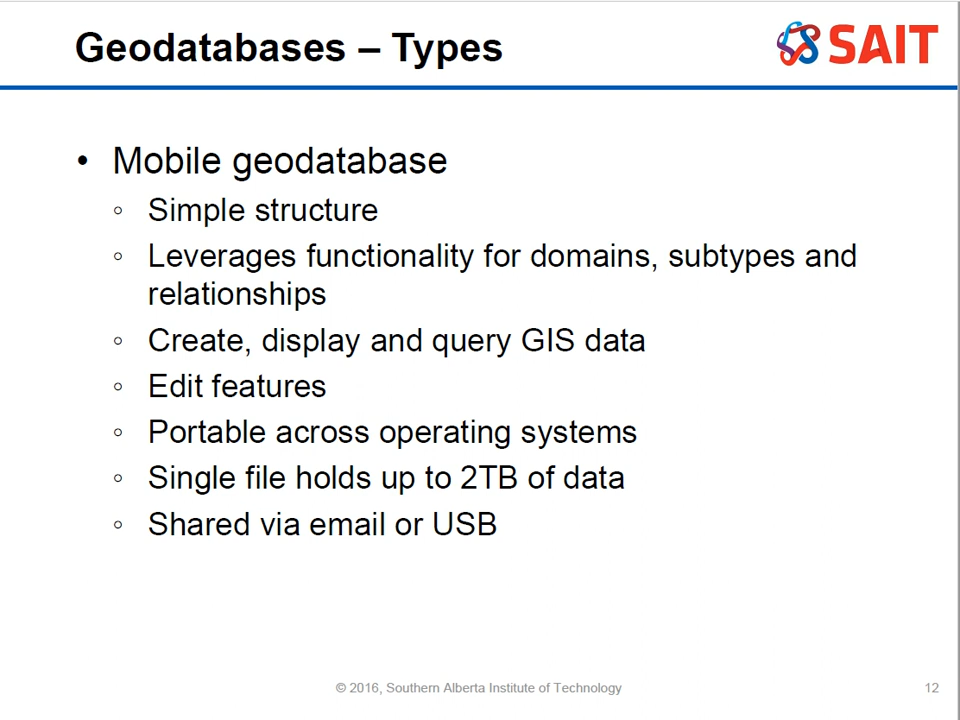 Geodatabases – Types
SAIT
• Mobile geodatabase
◦ Simple structure
◦ Leverages functionality for domains, subtypes and
relationships
◦ Create, display and query GIS data
◦ Edit features
◦ Portable across operating systems
◦ Single file holds up to 2TB of data
◦ Shared via email or USB
© 2016, Southern Alberta Institute of Technology
12